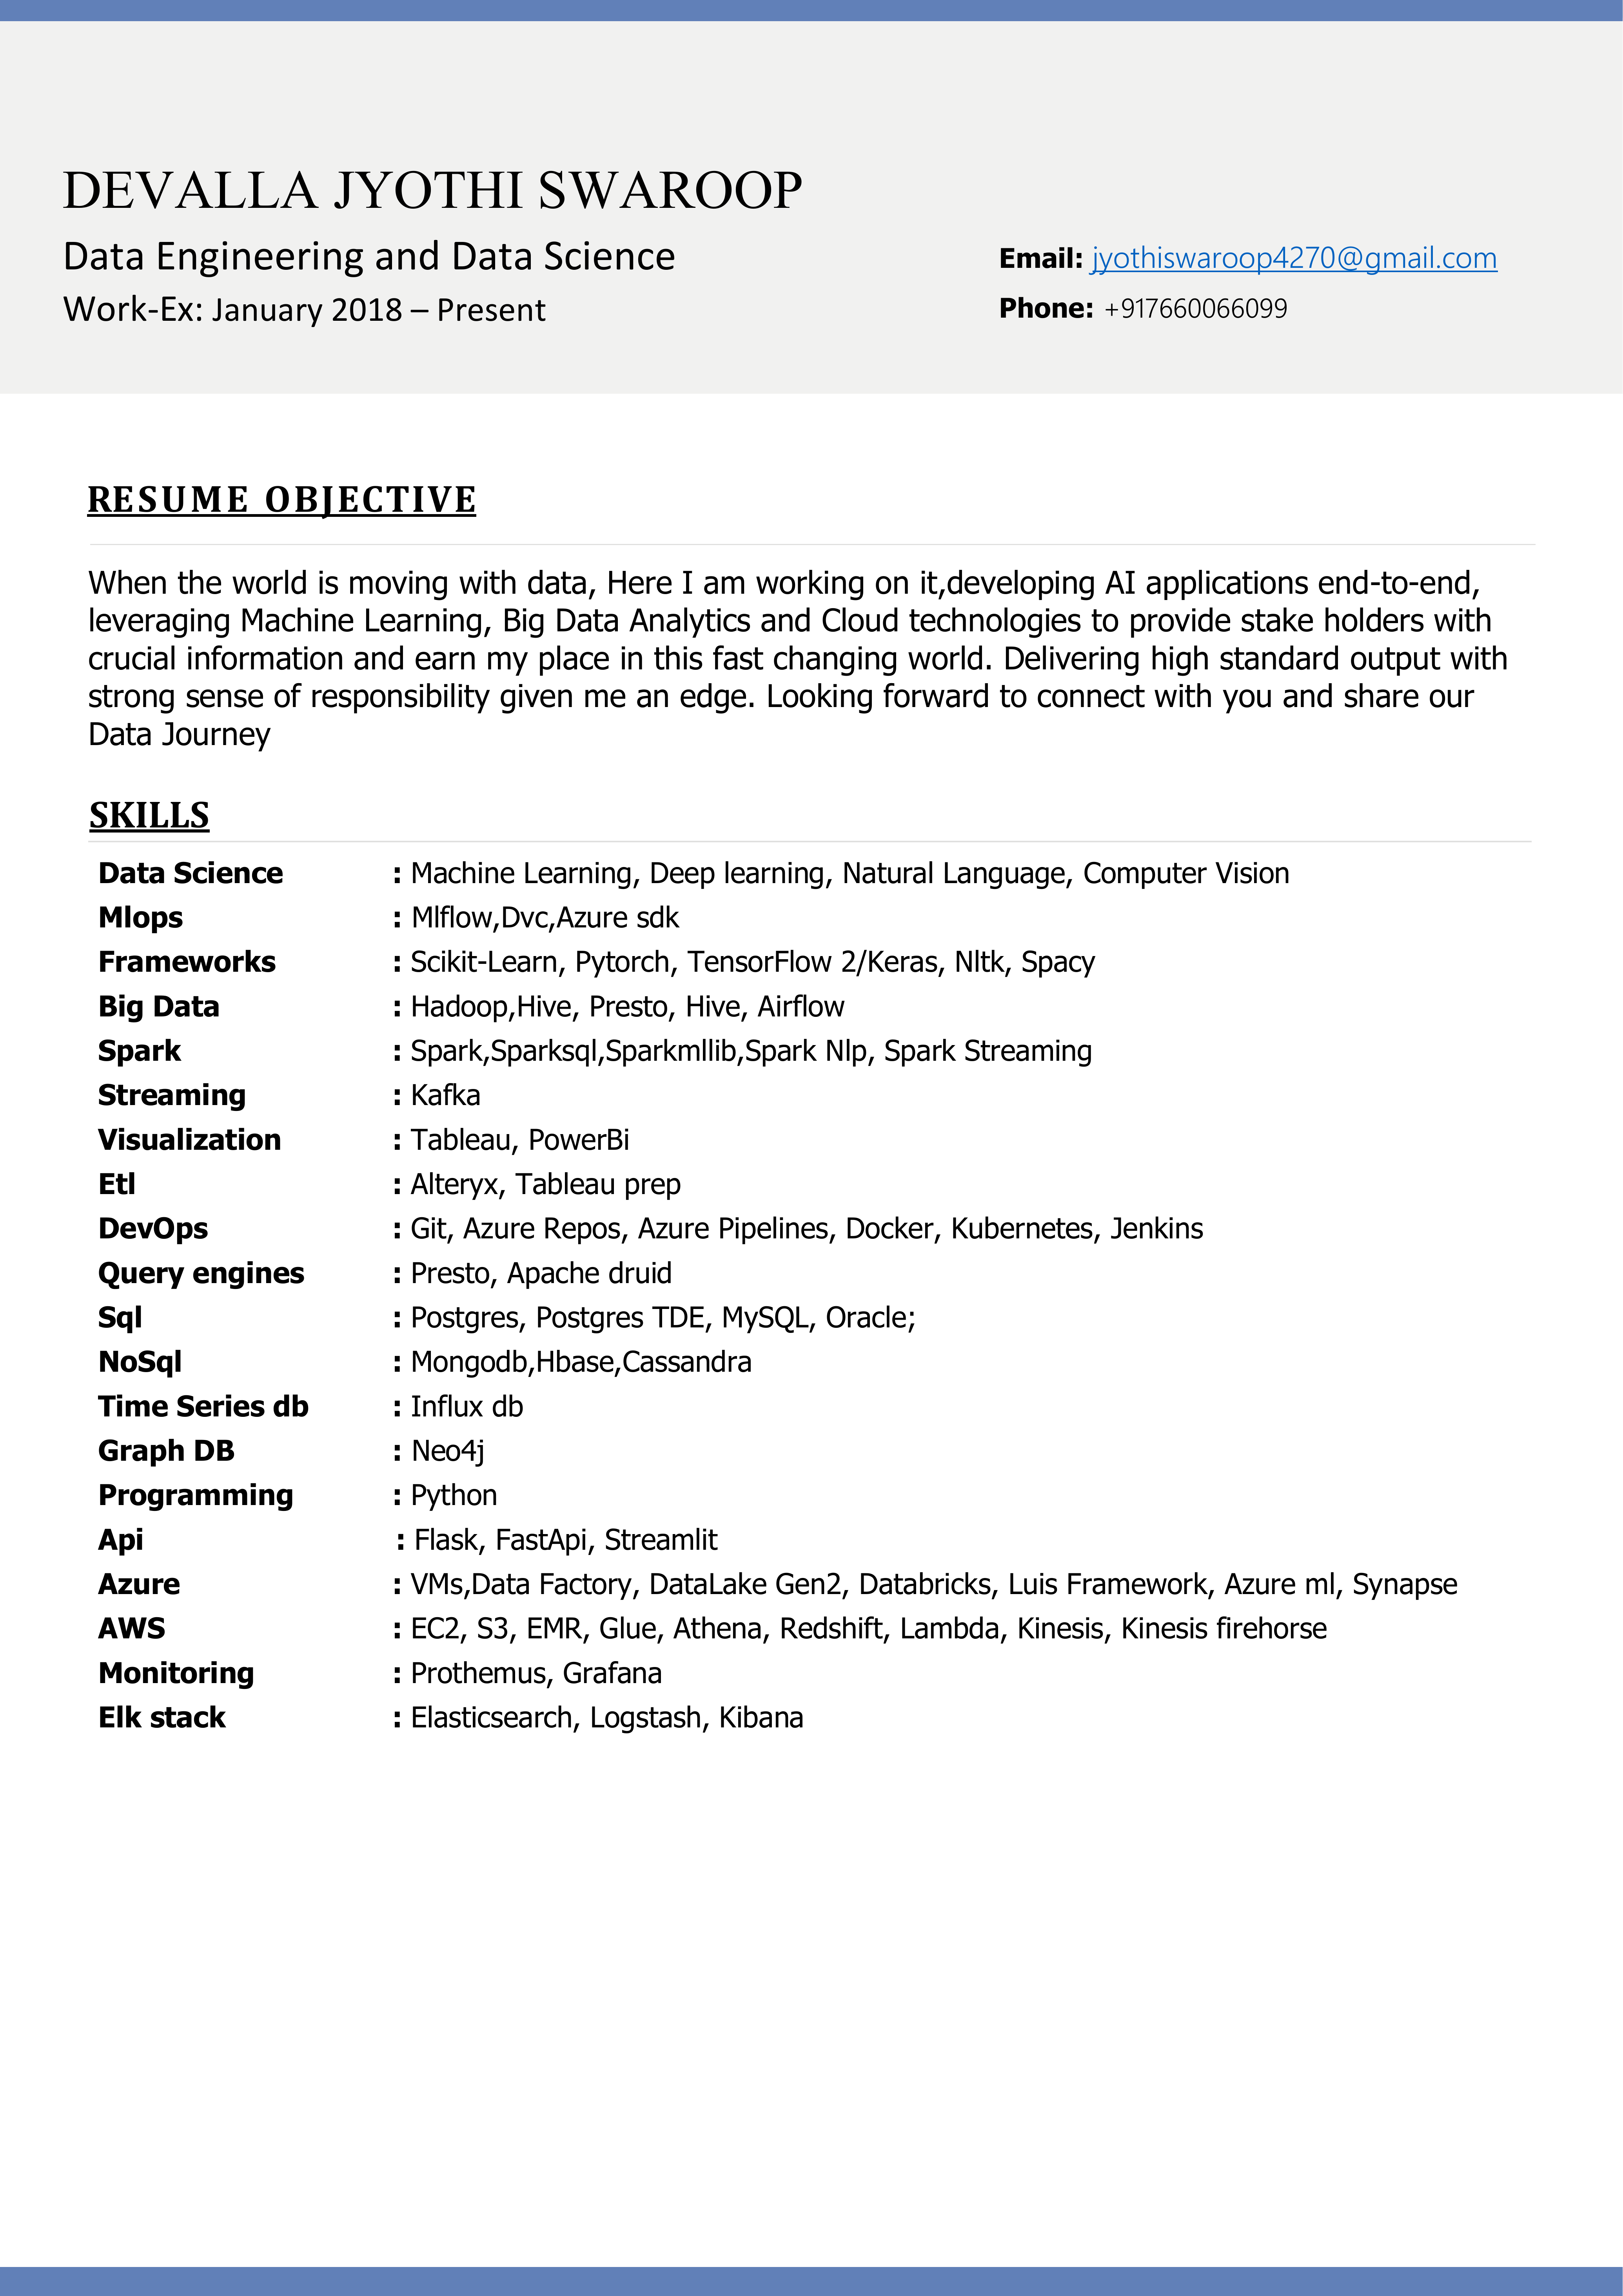 DEVALLA JYOTHI SWAROOP
Data Engineering and Data Science
Work-Ex: January 2018 – Present
Email: jyothiswaroop4270@gmail.com
Phone: +917660066099
RESUME OBJECTIVE
When the world is moving with data, Here I am working on it,developing AI applications end-to-end,
leveraging Machine Learning, Big Data Analytics and Cloud technologies to provide stake holders with
crucial information and earn my place in this fast changing world. Delivering high standard output with
strong sense of responsibility given me an edge. Looking forward to connect with you and share our
Data Journey
SKILLS
Data Science : Machine Learning, Deep learning, Natural Language, Computer Vision
Mlops : Mlflow,Dvc,Azure sdk
Frameworks : Scikit-Learn, Pytorch, TensorFlow 2/Keras, Nltk, Spacy
Big Data : Hadoop,Hive, Presto, Hive, Airflow
Spark : Spark,Sparksql,Sparkmllib,Spark Nlp, Spark Streaming
Streaming : Kafka
Visualization : Tableau, PowerBi
Etl : Alteryx, Tableau prep
DevOps : Git, Azure Repos, Azure Pipelines, Docker, Kubernetes, Jenkins
Query engines : Presto, Apache druid
Sql : Postgres, Postgres TDE, MySQL, Oracle;
NoSql : Mongodb,Hbase,Cassandra
Time Series db : Influx db
Graph DB : Neo4j
Programming : Python
Api : Flask, FastApi, Streamlit
Azure : VMs,Data Factory, DataLake Gen2, Databricks, Luis Framework, Azure ml, Synapse
AWS : EC2, S3, EMR, Glue, Athena, Redshift, Lambda, Kinesis, Kinesis firehorse
Monitoring : Prothemus, Grafana
Elk stack : Elasticsearch, Logstash, Kibana